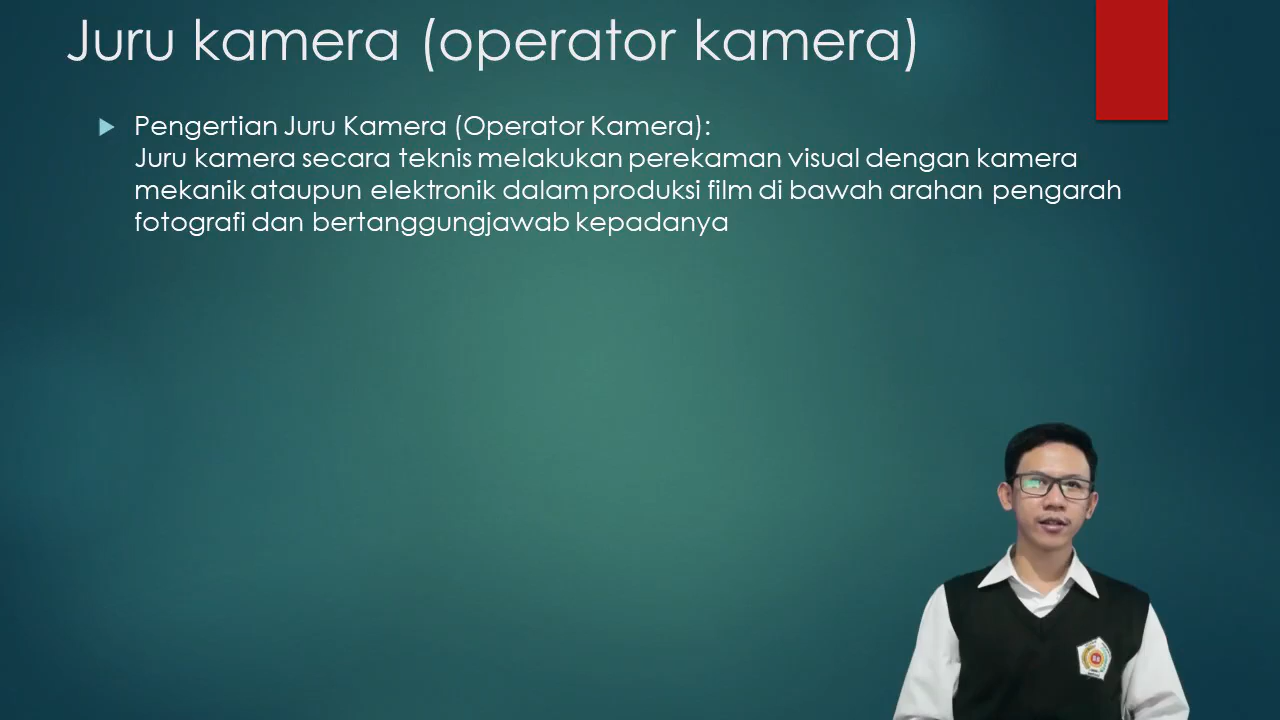 Juru kamera (operator kamera)
Pengertian Juru Kamera (Operator Kamera):
Juru kamera secara teknis melakukan perekaman visual dengan kamera
mekanik ataupun elektronik dalam produksi film di bawah arahan pengarah
fotografi dan bertanggungjawab kepadanya